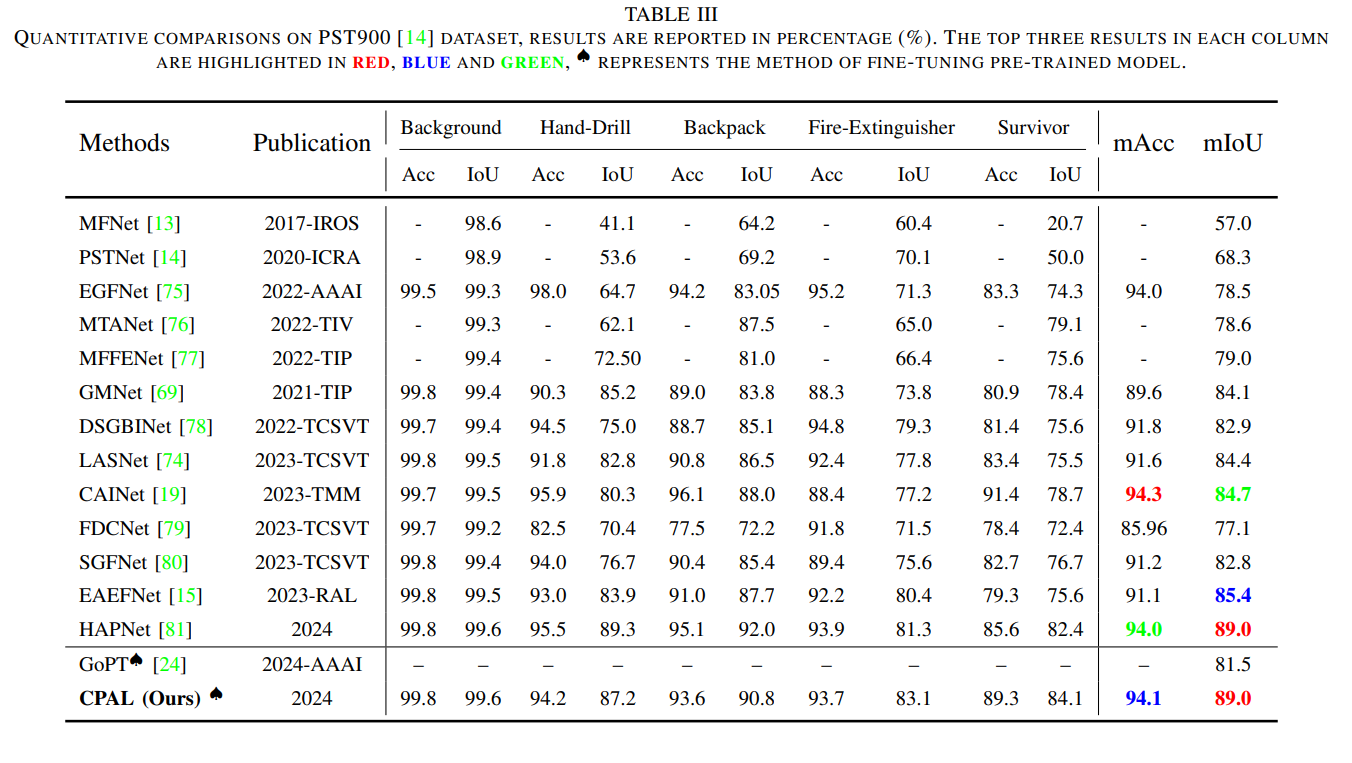 TABLE III
QUANTITATIVE COMPARISONS ON PST900 [14] DATASET, RESULTS ARE REPORTED IN PERCENTAGE (%). THE TOP THREE RESULTS IN EACH COLUMN
ARE HIGHLIGHTED IN RED, BLUE AND GREEN, ♠ REPRESENTS THE METHOD OF FINE-TUNING PRE-TRAINED MODEL.
Methods Publication Background Hand-Drill Backpack Fire-Extinguisher Survivor mAcc mIoU
Acc IoU Acc IoU Acc IoU Acc IoU Acc IoU
MFNet [13] 2017-IROS - 98.6 - 41.1 - 64.2 - 60.4 - 20.7 - 57.0
PSTNet [14] 2020-ICRA - 98.9 - 53.6 - 69.2 - 70.1 - 50.0 - 68.3
EGFNet [75] 2022-AAAI 99.5 99.3 98.0 64.7 94.2 83.05 95.2 71.3 83.3 74.3 94.0 78.5
MTANet [76] 2022-TIV - 99.3 - 62.1 - 87.5 - 65.0 - 79.1 - 78.6
MFFENet [77] 2022-TIP - 99.4 - 72.50 - 81.0 - 66.4 - 75.6 - 79.0
GMNet [69] 2021-TIP 99.8 99.4 90.3 85.2 89.0 83.8 88.3 73.8 80.9 78.4 89.6 84.1
DSGBINet [78] 2022-TCSVT 99.7 99.4 94.5 75.0 88.7 85.1 94.8 79.3 81.4 75.6 91.8 82.9
LASNet [74] 2023-TCSVT 99.8 99.5 91.8 82.8 90.8 86.5 92.4 77.8 83.4 75.5 91.6 84.4
CAINet [19] 2023-TMM 99.7 99.5 95.9 80.3 96.1 88.0 88.4 77.2 91.4 78.7 94.3 84.7
FDCNet [79] 2023-TCSVT 99.7 99.2 82.5 70.4 77.5 72.2 91.8 71.5 78.4 72.4 85.96 77.1
SGFNet [80] 2023-TCSVT 99.8 99.4 94.0 76.7 90.4 85.4 89.4 75.6 82.7 76.7 91.2 82.8
EAEFNet [15] 2023-RAL 99.8 99.5 93.0 83.9 91.0 87.7 92.2 80.4 79.3 75.6 91.1 85.4
HAPNet [81] 2024 99.8 99.6 95.5 89.3 95.1 92.0 93.9 81.3 85.6 82.4 94.0 89.0
GoPT♠ [24] 2024-AAAI – – – – – – – – – – – 81.5
CPAL (Ours) ♠ 2024 99.8 99.6 94.2 87.2 93.6 90.8 93.7 83.1 89.3 84.1 94.1 89.0